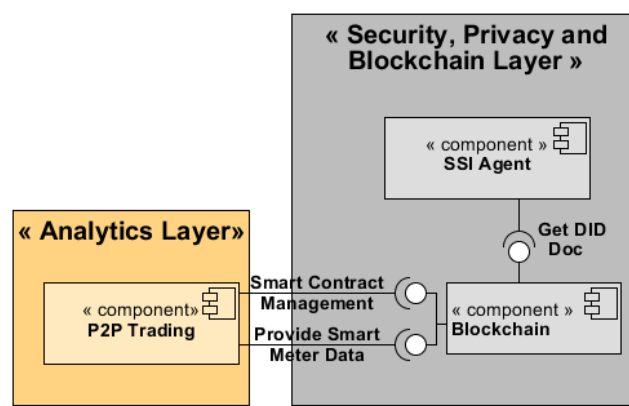 « Security, Privacy and
Blockchain Layer »
« component »
SSI Agent
Get DID
Doc
« Analytics Layer»
« component»
P2P Trading
Smart Contract
Management
Provide Smart
Meter Data
« component »
Blockchain